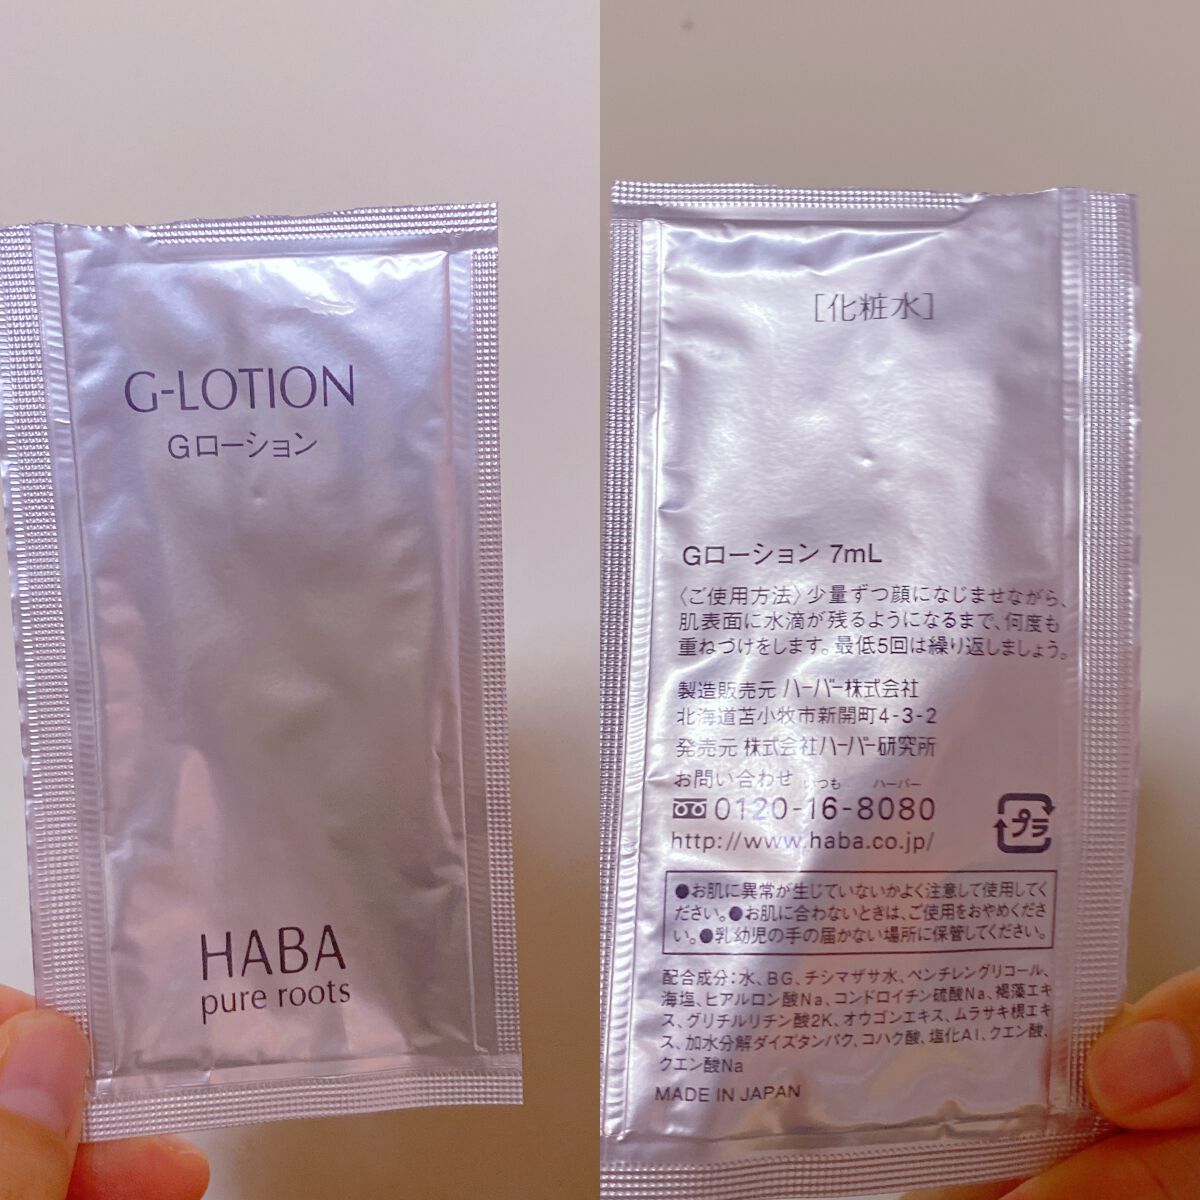 G-LOTION
Gローション
HABA
pure roots
[化粧水]
Gローション 7mL
〈ご使用方法〉少量ずつ顔になじませながら、
肌表面に水滴が残るようになるまで、何度も
重ねづけをします。最低5回は繰り返しましょう。
製造販売元 ハーバー株式会社
北海道苫小牧市新開町4-3-2
発売元 株式会社ハーバー研究所
お問い合わせ いつも ハーバー
0120-16-8080
http://www.haba.co.jp/
プラ
●お肌に異常が生じていないかよく注意して使用してく
ださい。●お肌に合わないときは、ご使用をおやめくださ
い。●乳幼児の手の届かない場所に保管してください。
配合成分:水、BG、チシマザサ水、ペンチレングリコール、
海塩、ヒアルロン酸Na、コンドロイチン硫酸Na、褐藻エキ
ス、グリチルリチン酸2K、オウゴンエキス、ムラサキ根エキ
ス、加水分解ダイズタンパク、コハク酸、塩化Al、クエン酸、
クエン酸Na
MADE IN JAPAN